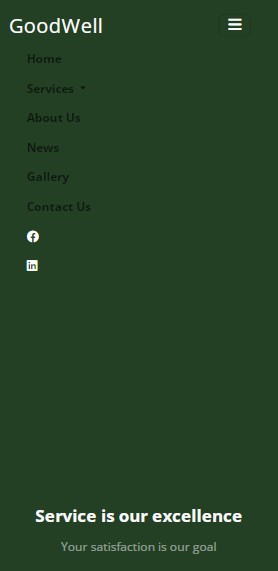 GoodWell
Home
Services
About Us
News
Gallery
Contact Us
Service is our excellence
Your satisfaction is our goal